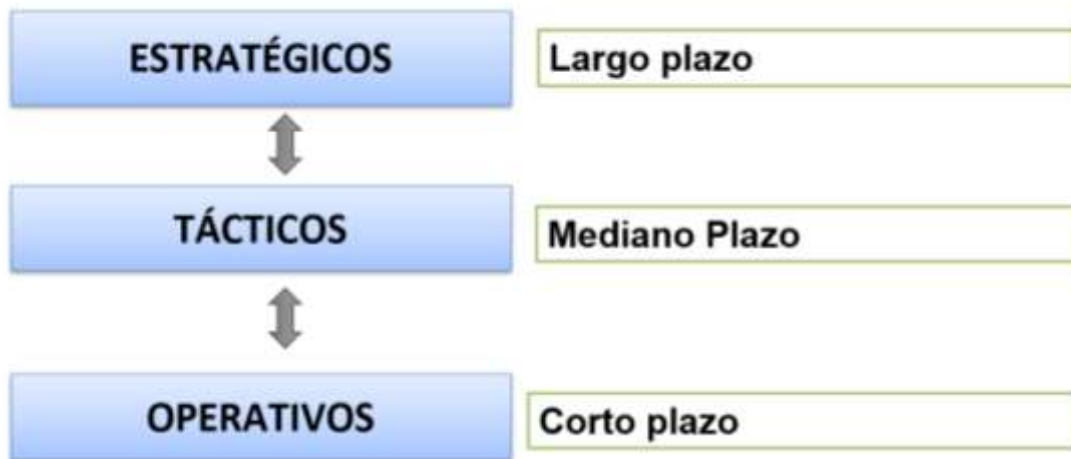 ESTRATÉGICOS
Largo plazo
TÁCTICOS
Mediano Plazo
OPERATIVOS
Corto plazo